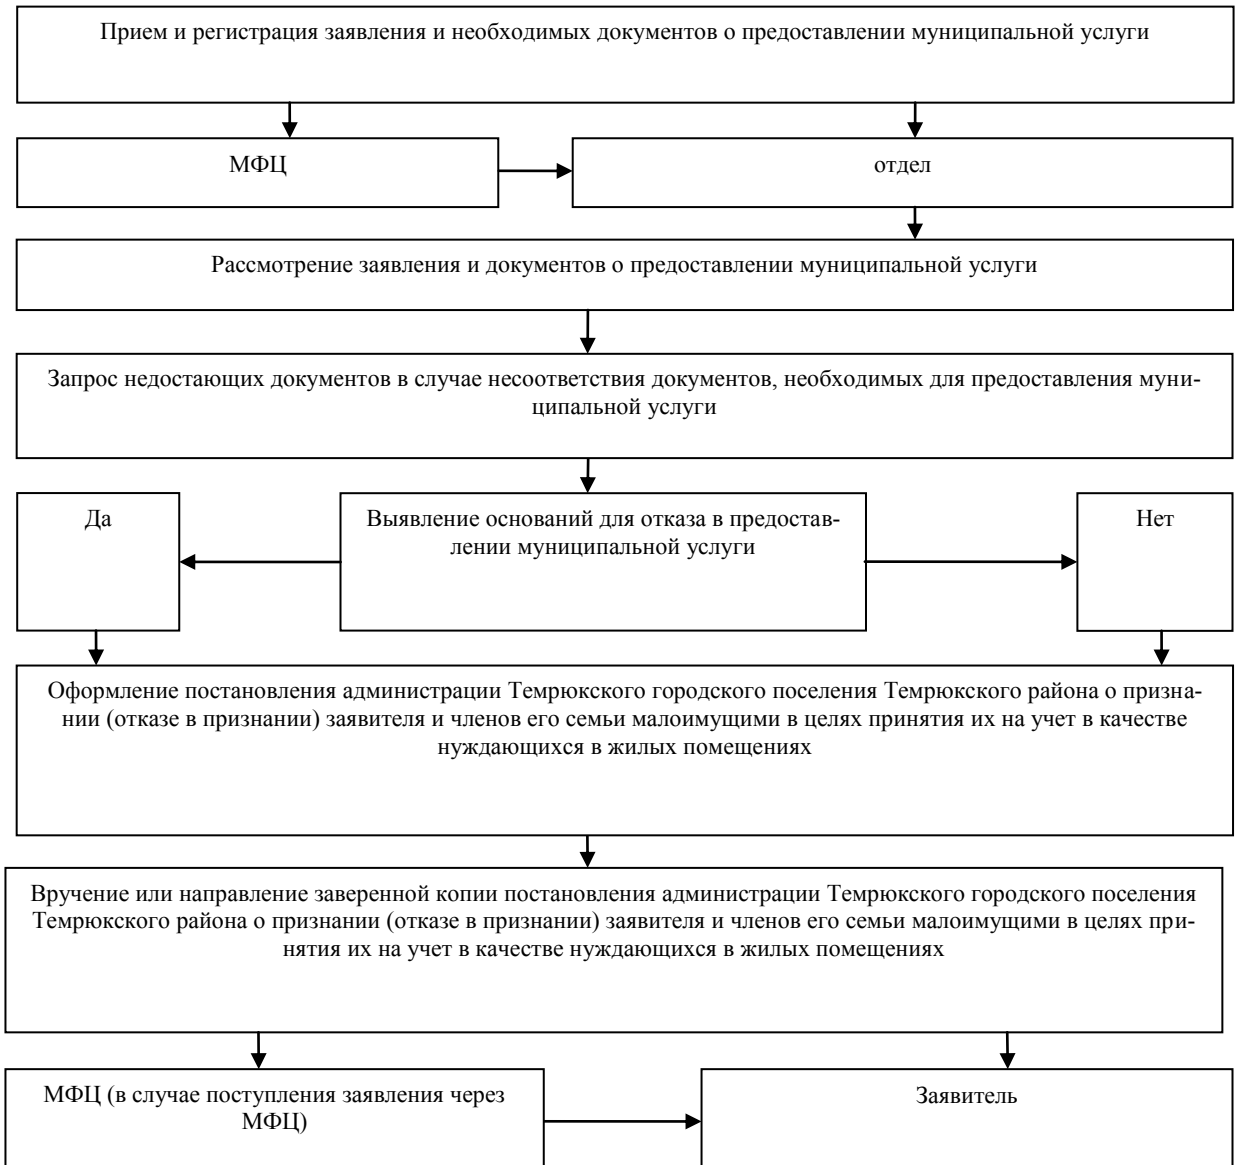 Прием и регистрация заявления и необходимых документов о предоставлении муниципальной услуги
МФЦ
отдел
Рассмотрение заявления и документов о предоставлении муниципальной услуги
Запрос недостающих документов в случае несоответствия документов, необходимых для предоставления муни-
ципальной услуги
Да
Выявление оснований для отказа в предостав-
лении муниципальной услуги
Нет
Оформление постановления администрации Темрюкского городского поселения Темрюкского района о призна-
нии (отказе в признании) заявителя и членов его семьи малоимущими в целях принятия их на учет в качестве
нуждающихся в жилых помещениях
Вручение или направление заверенной копии постановления администрации Темрюкского городского поселения
Темрюкского района о признании (отказе в признании) заявителя и членов его семьи малоимущими в целях при-
нятия их на учет в качестве нуждающихся в жилых помещениях
МФЦ (в случае поступления заявления через
МФЦ)
Заявитель